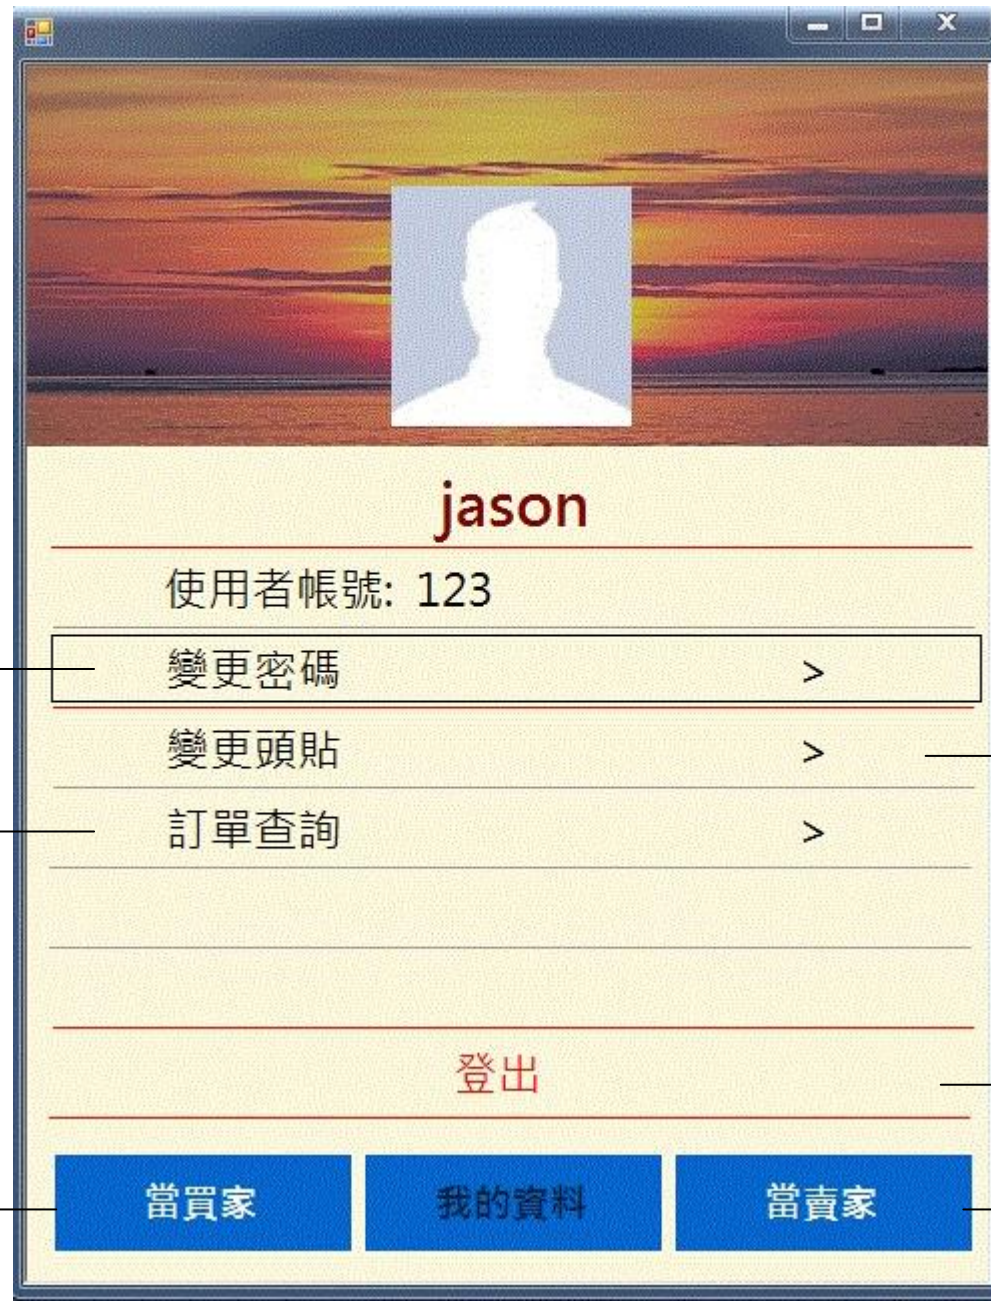 jason
使用者帳號: 123
變更密碼 >
變更頭貼 >
訂單查詢 >
登出
當買家 我的資料 當賣家